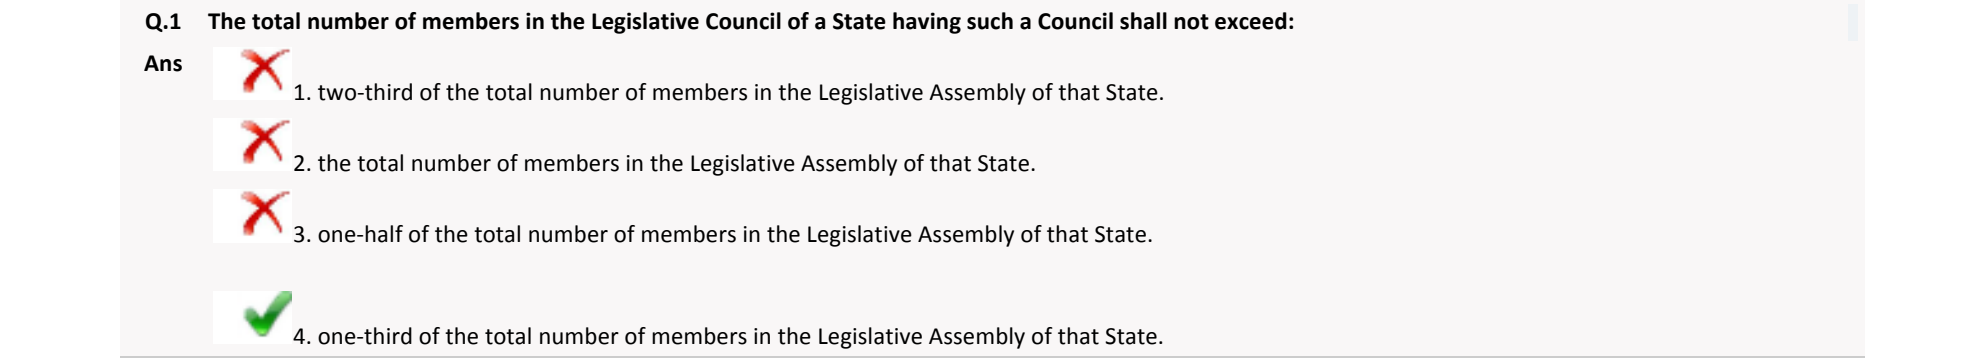 Q.1 The total number of members in the Legislative Council of a State having such a Council shall not exceed:
Ans
1. two-third of the total number of members in the Legislative Assembly of that State.
2. the total number of members in the Legislative Assembly of that State.
3. one-half of the total number of members in the Legislative Assembly of that State.
4. one-third of the total number of members in the Legislative Assembly of that State.